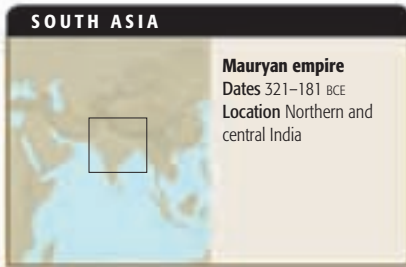 SOUTH ASIA
Mauryan empire
Dates 321–181 BCE
Location Northern and
central India